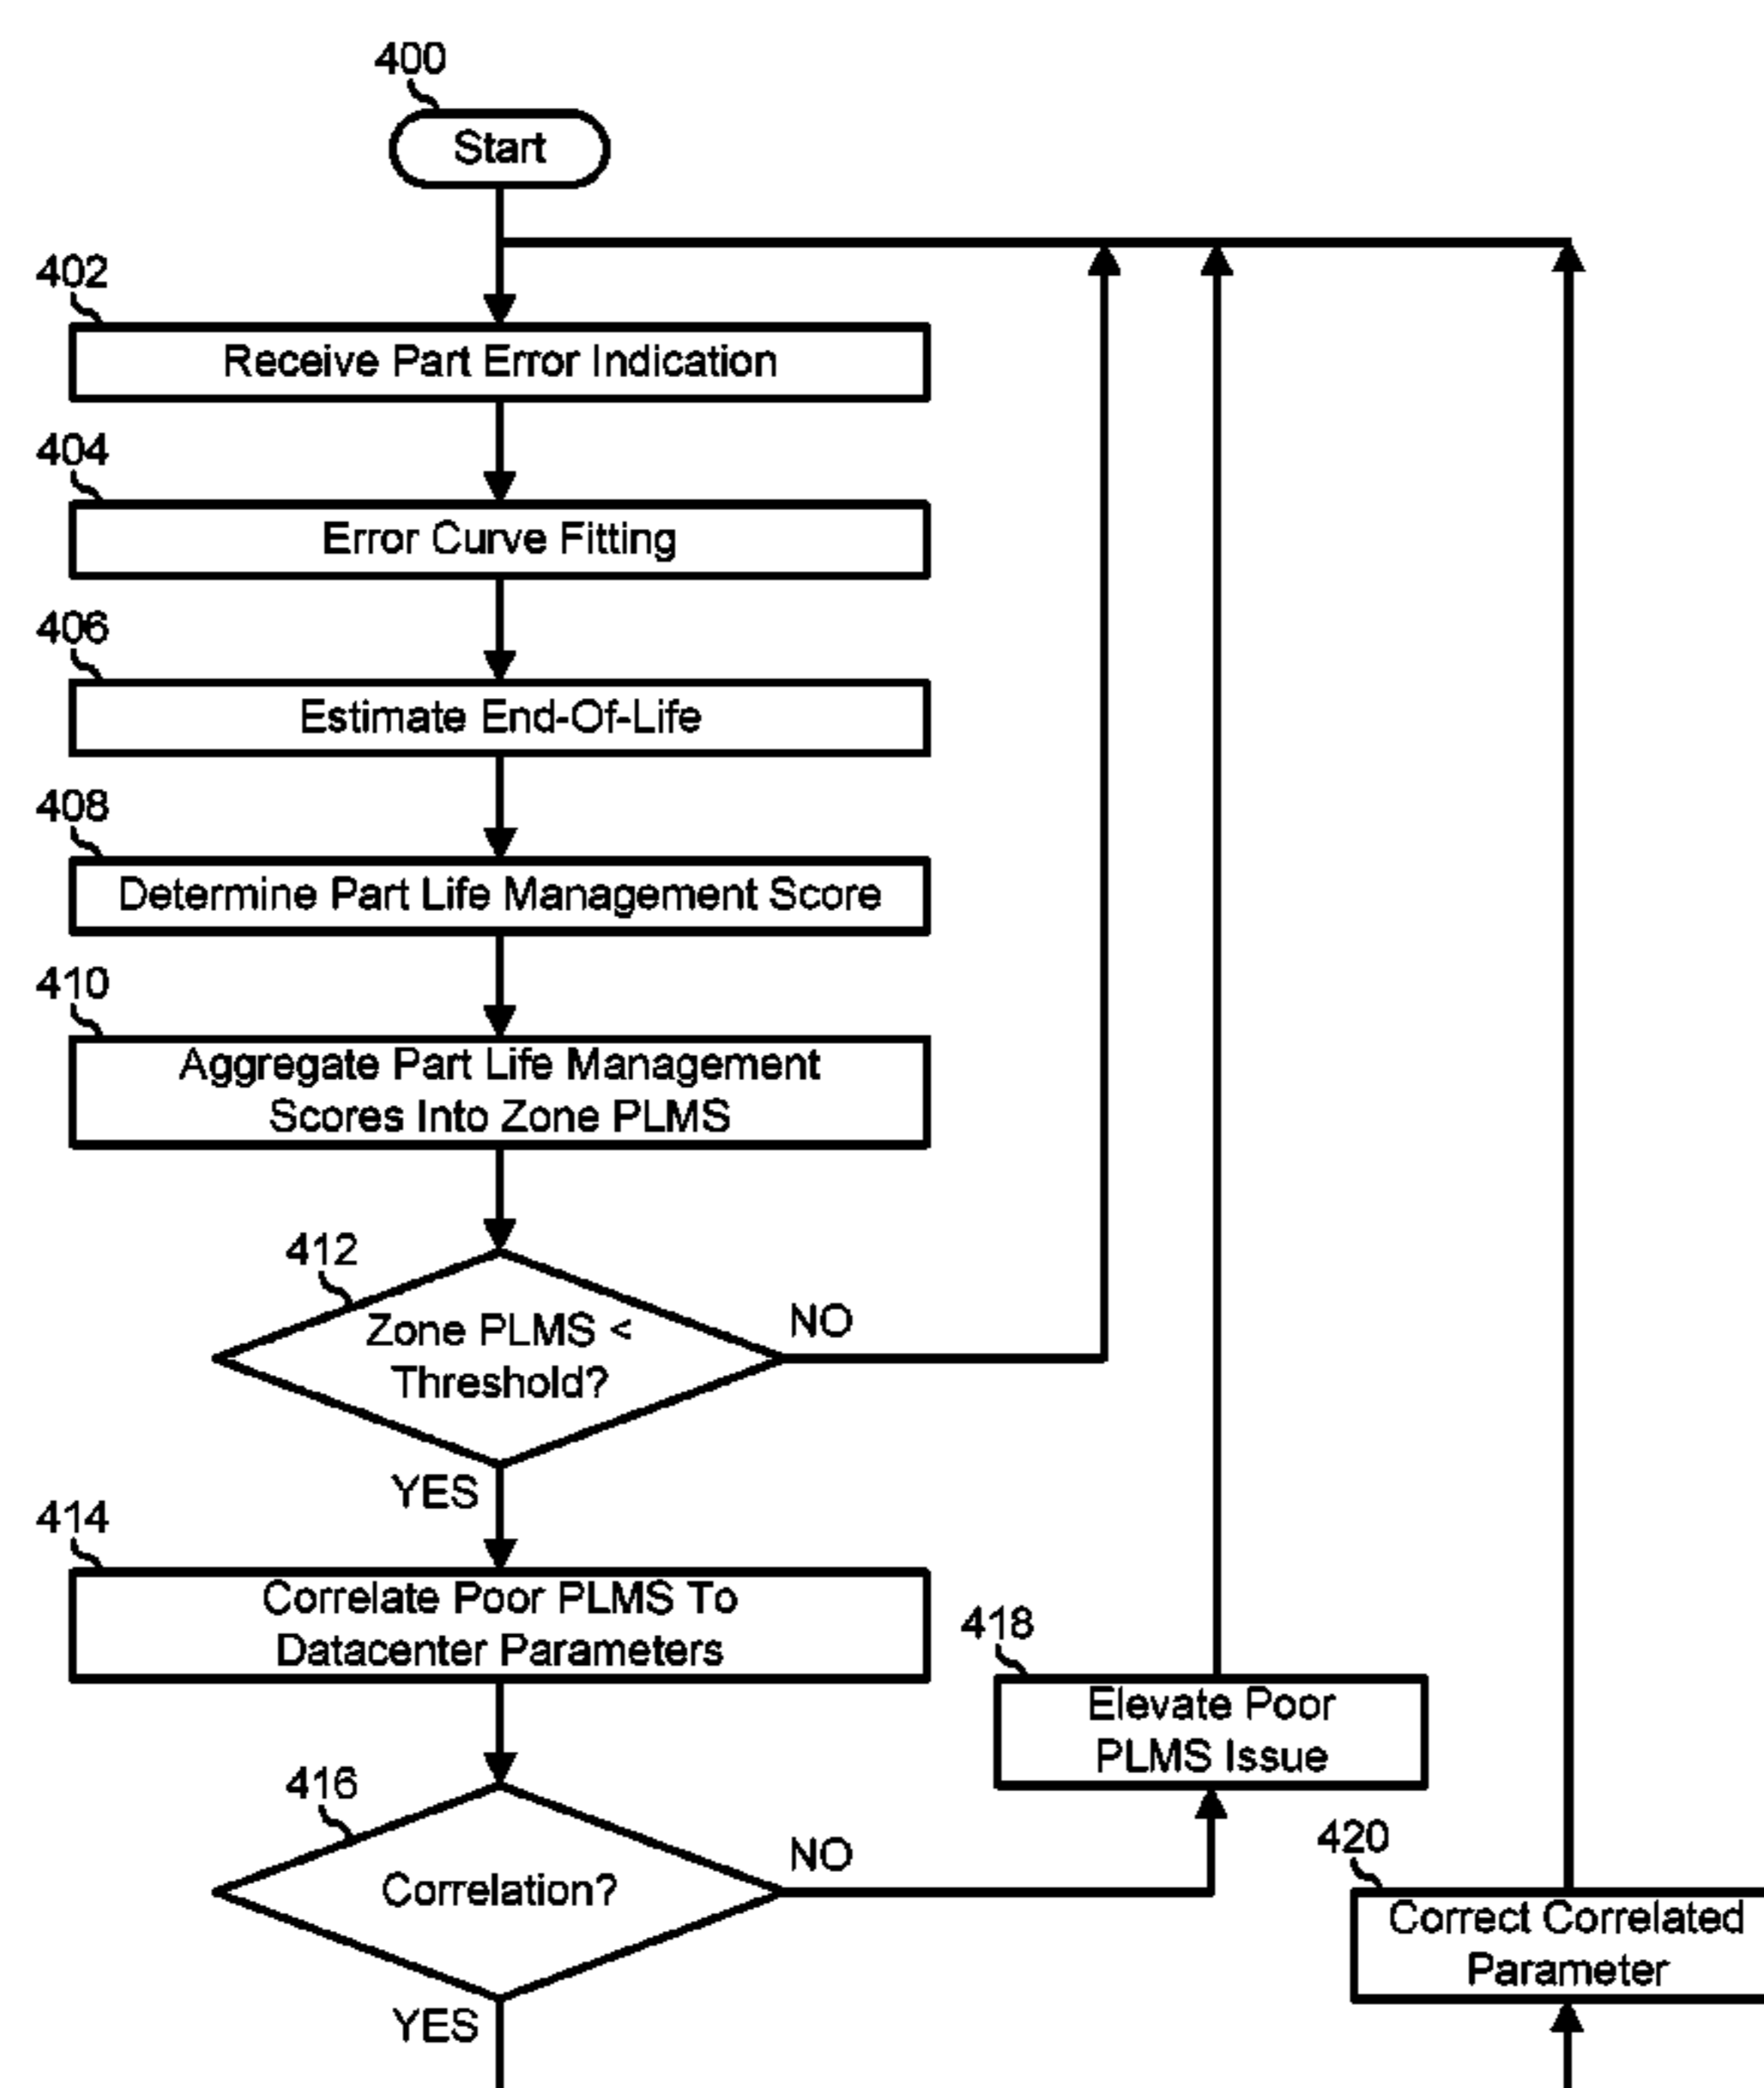 400
Start
402
Receive Part Error Indication
404
Error Curve Fitting
406
Estimate End-Of-Life
408
Determine Part Life Management Score
410
Aggregate Part Life Management
Scores Into Zone PLMS
412
Zone PLMS <
Threshold?
NO
YES
414
Correlate Poor PLMS To
Datacenter Parameters
416
Correlation?
NO
YES
418
Elevate Poor
PLMS Issue
420
Correct Correlated
Parameter